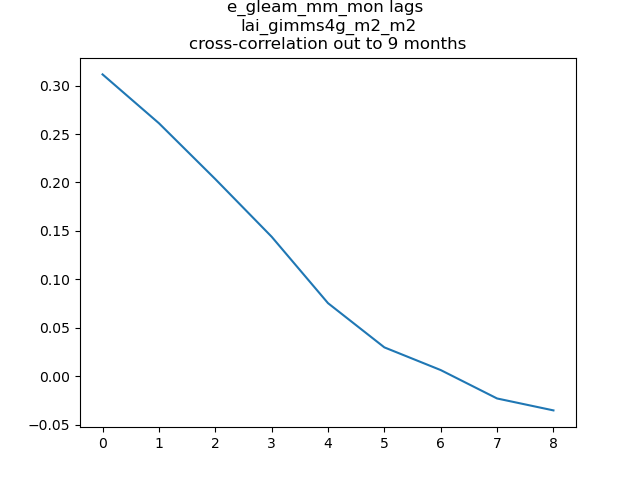 e_gleam_mm_mon lags
lai_gimms4g_m2_m2
cross-correlation out to 9 months
0.30
0.25
0.20
0.15
0.10
0.05
0.00
−0.05
0 1 2 3 4 5 6 7 8